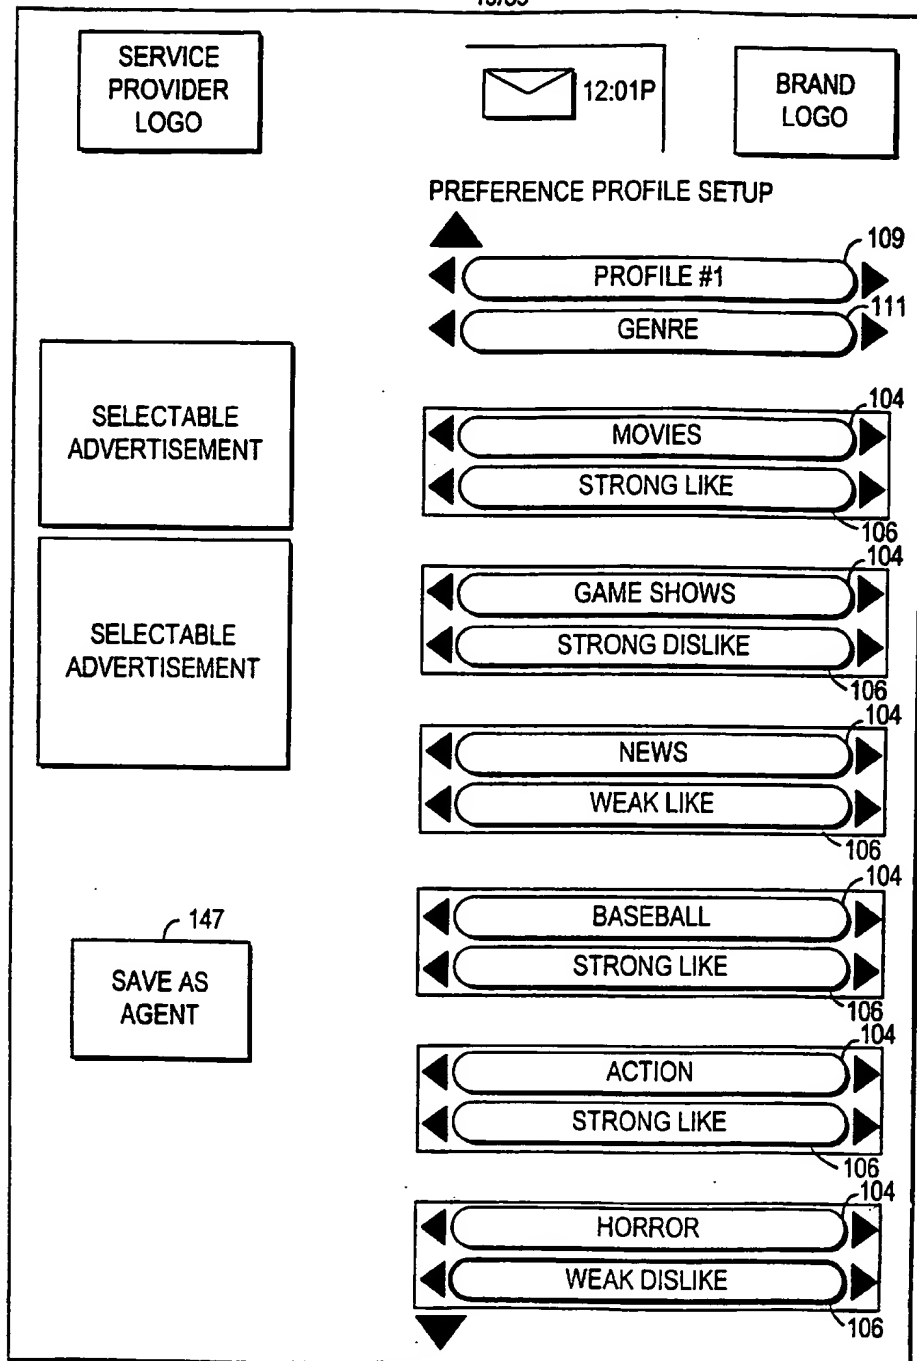 SERVICE
PROVIDER
LOGO
12:01P
BRAND
LOGO
PREFERENCE PROFILE SETUP
109
PROFILE #1
111
GENRE
SELECTABLE
ADVERTISEMENT
104
MOVIES
STRONG LIKE
106
SELECTABLE
ADVERTISEMENT
104
GAME SHOWS
STRONG DISLIKE
106
104
NEWS
WEAK LIKE
106
147
SAVE AS
AGENT
104
BASEBALL
STRONG LIKE
106
104
ACTION
STRONG LIKE
106
104
HORROR
WEAK DISLIKE
106